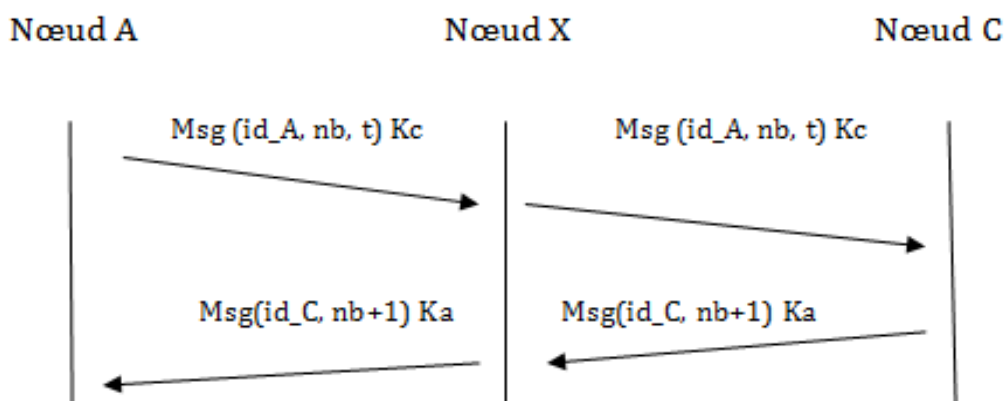 Nœud A Nœud X Nœud C
Msg (id_A, nb, t) Kc Msg (id_A, nb, t) Kc
Msg(id_C, nb+1) Ka Msg(id_C, nb+1) Ka